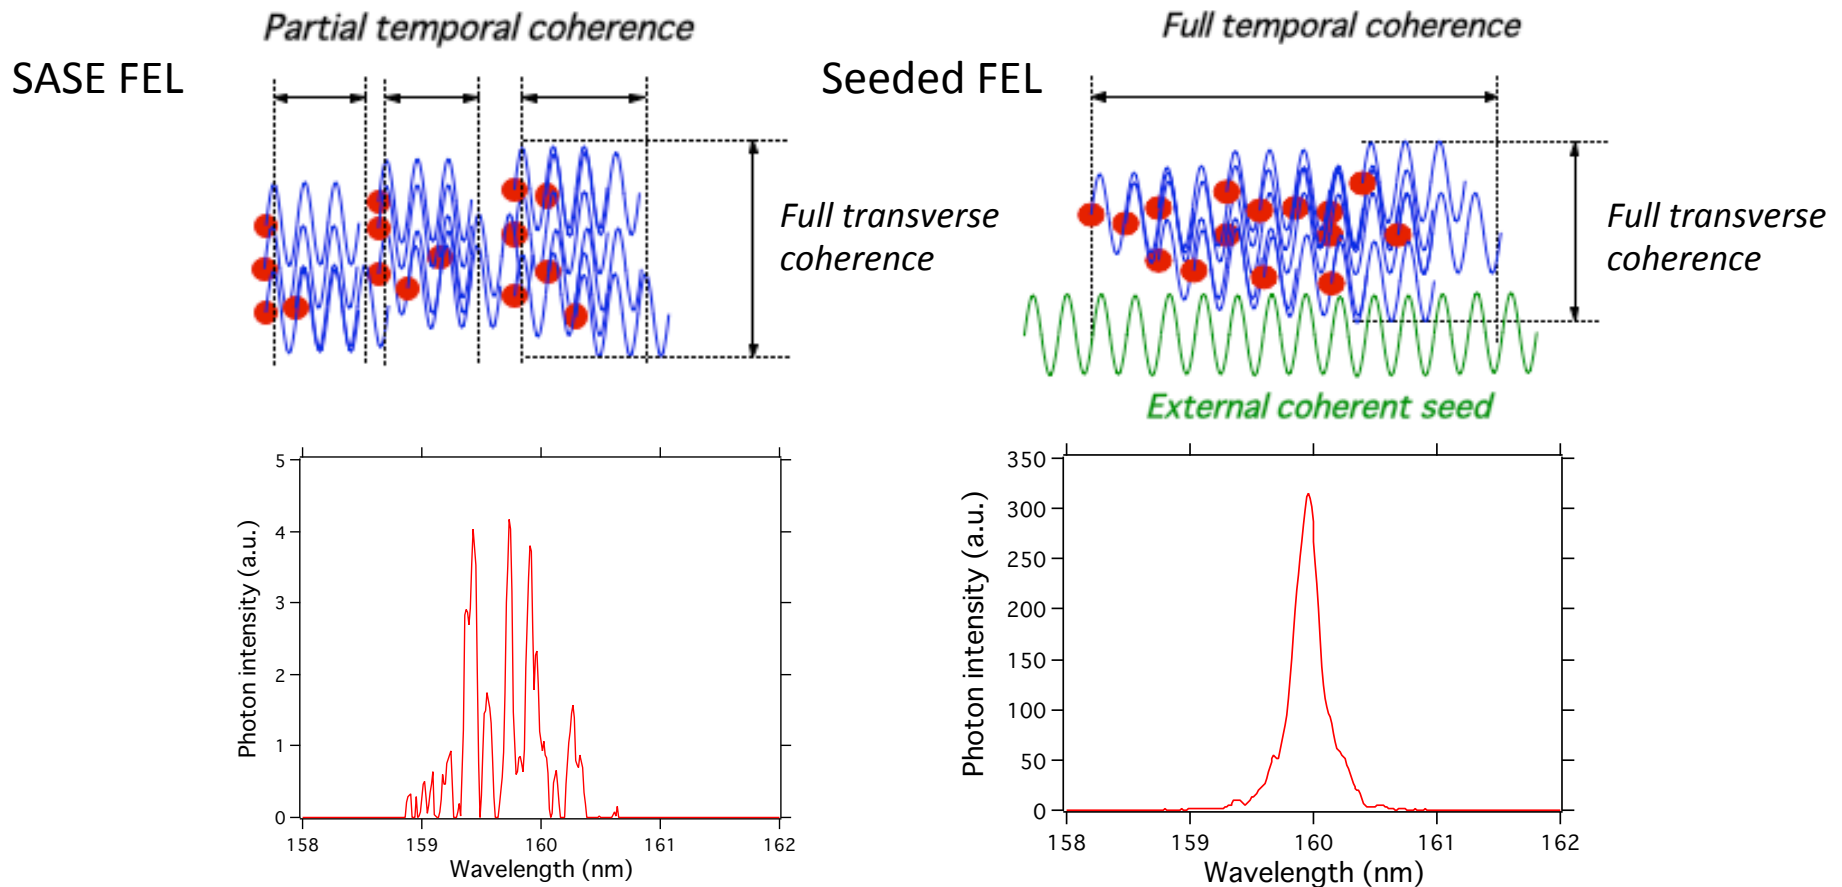 Partial temporal coherence
SASE FEL
Full transverse
coherence
Full temporal coherence
Seeded FEL
Full transverse
coherence
External coherent seed
5
4
3
2
1
0
Photon intensity (a.u.)
158
159
160
161
162
Wavelength (nm)
350
300
250
200
150
100
50
0
Photon intensity (a.u.)
158
159
160
161
162
Wavelength (nm)